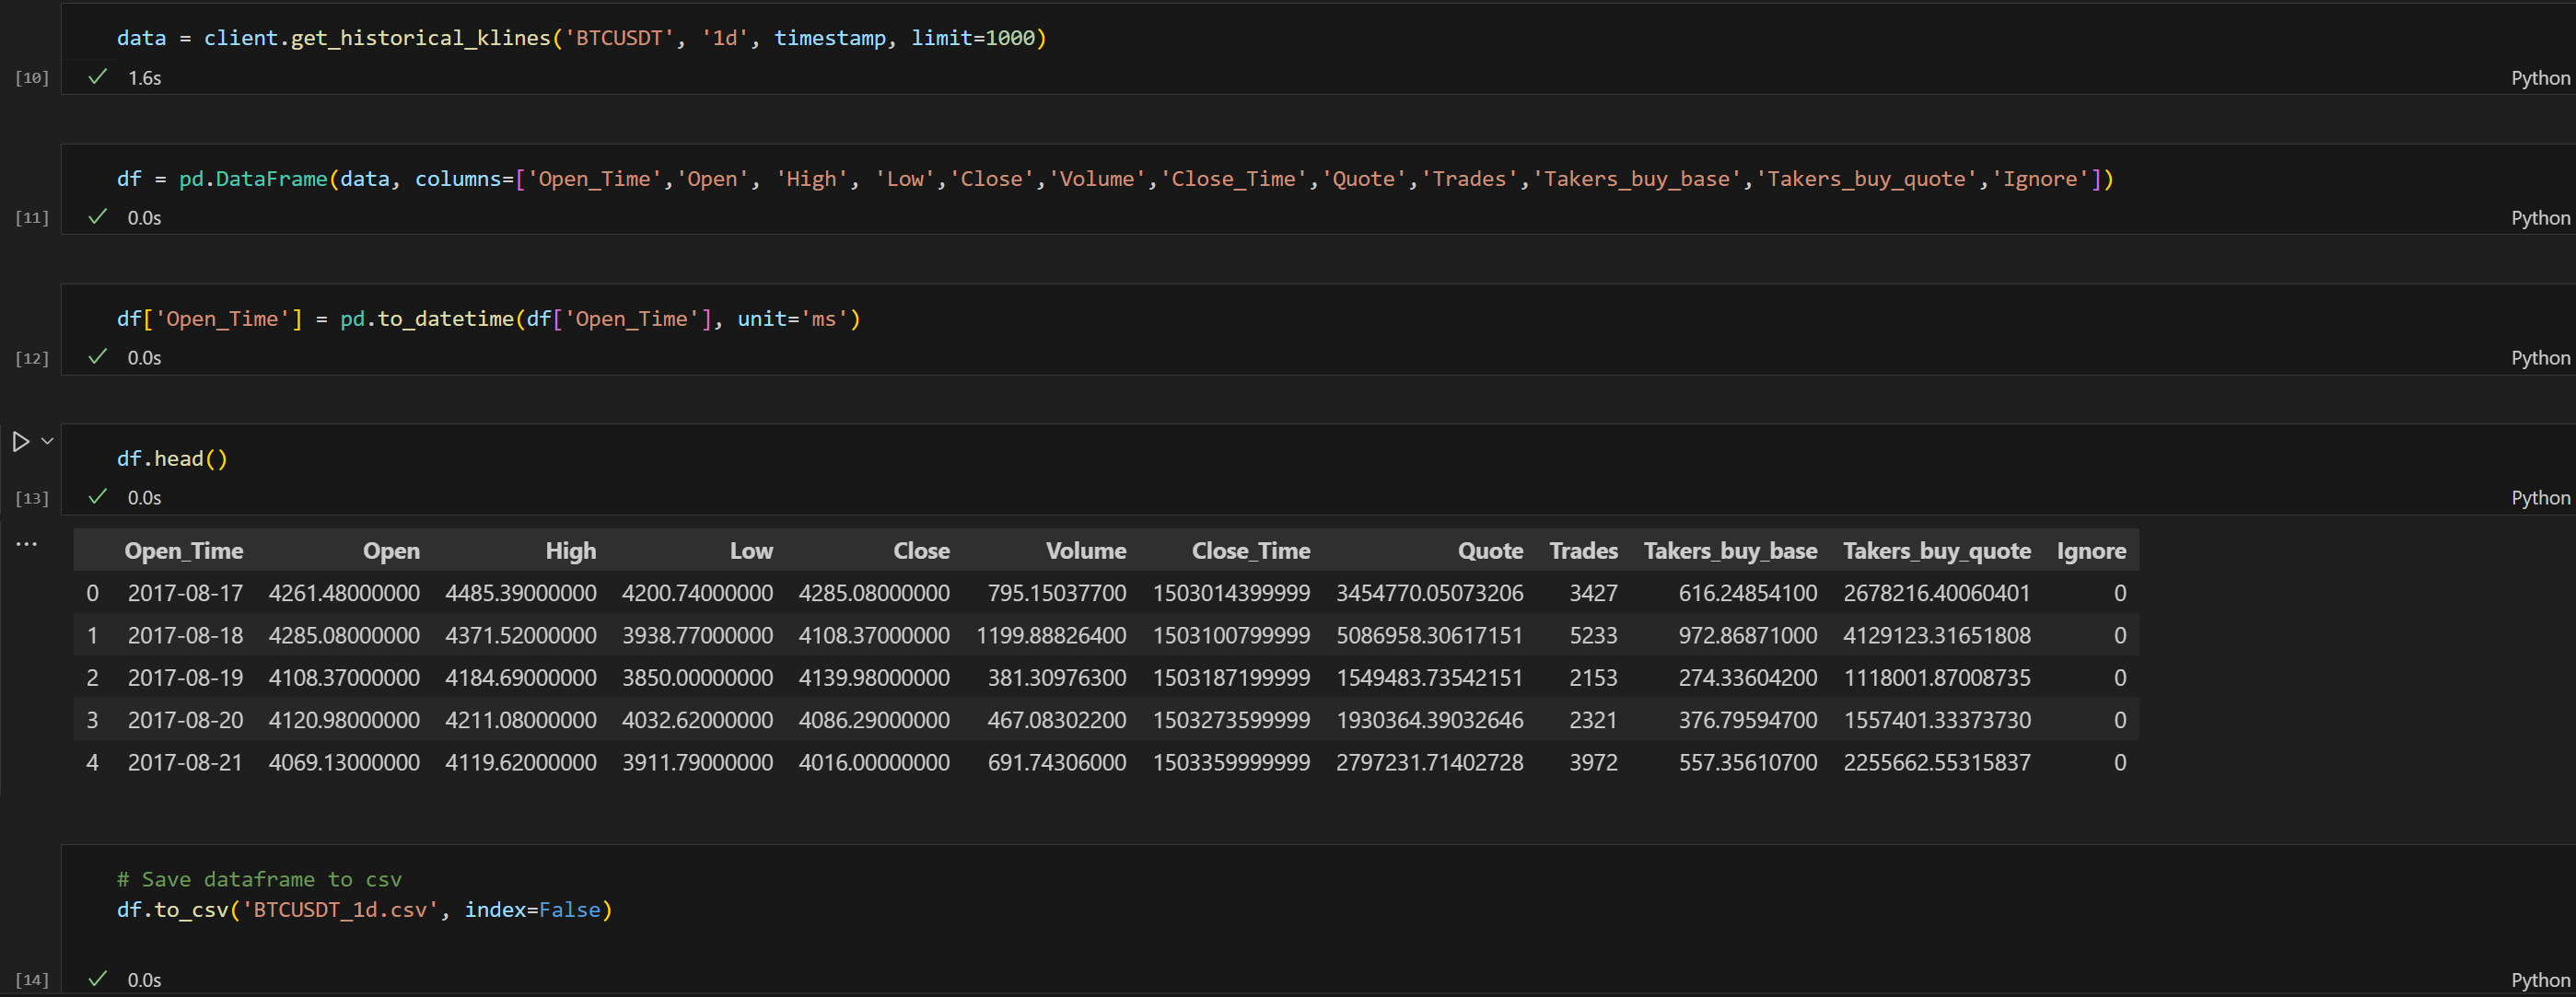 data = client.get_historical_klines('BTCUSDT', '1d', timestamp, limit=1000)
[10] 1.6s Python
df = pd.DataFrame(data, columns=['Open_Time','Open', 'High', 'Low','Close','Volume','Close_Time','Quote','Trades','Takers_buy_base','Takers_buy_quote','Ignore'])
[11] 0.0s Python
df['Open_Time'] = pd.to_datetime(df['Open_Time'], unit='ms')
[12] 0.0s Python
df.head()
[13] 0.0s Python
Open_Time Open High Low Close Volume Close_Time Quote Trades Takers_buy_base Takers_buy_quote Ignore
0 2017-08-17 4261.48000000 4485.39000000 4200.74000000 4285.08000000 795.15037700 1503014399999 3454770.05073206 3427 616.24854100 2678216.40060401 0
1 2017-08-18 4285.08000000 4371.52000000 3938.77000000 4108.37000000 1199.88826400 1503100799999 5086958.30617151 5233 972.86871000 4129123.31651808 0
2 2017-08-19 4108.37000000 4184.69000000 3850.00000000 4139.98000000 381.30976300 1503187199999 1549483.73542151 2153 274.33604200 1118001.87008735 0
3 2017-08-20 4120.98000000 4211.08000000 4032.62000000 4086.29000000 467.08302200 1503273599999 1930364.39032646 2321 376.79594700 1557401.33373730 0
4 2017-08-21 4069.13000000 4119.62000000 3911.79000000 4016.00000000 691.74306000 1503359999999 2797231.71402728 3972 557.35610700 2255662.55315837 0
# Save dataframe to csv
df.to_csv('BTCUSDT_1d.csv', index=False)
[14] 0.0s Python